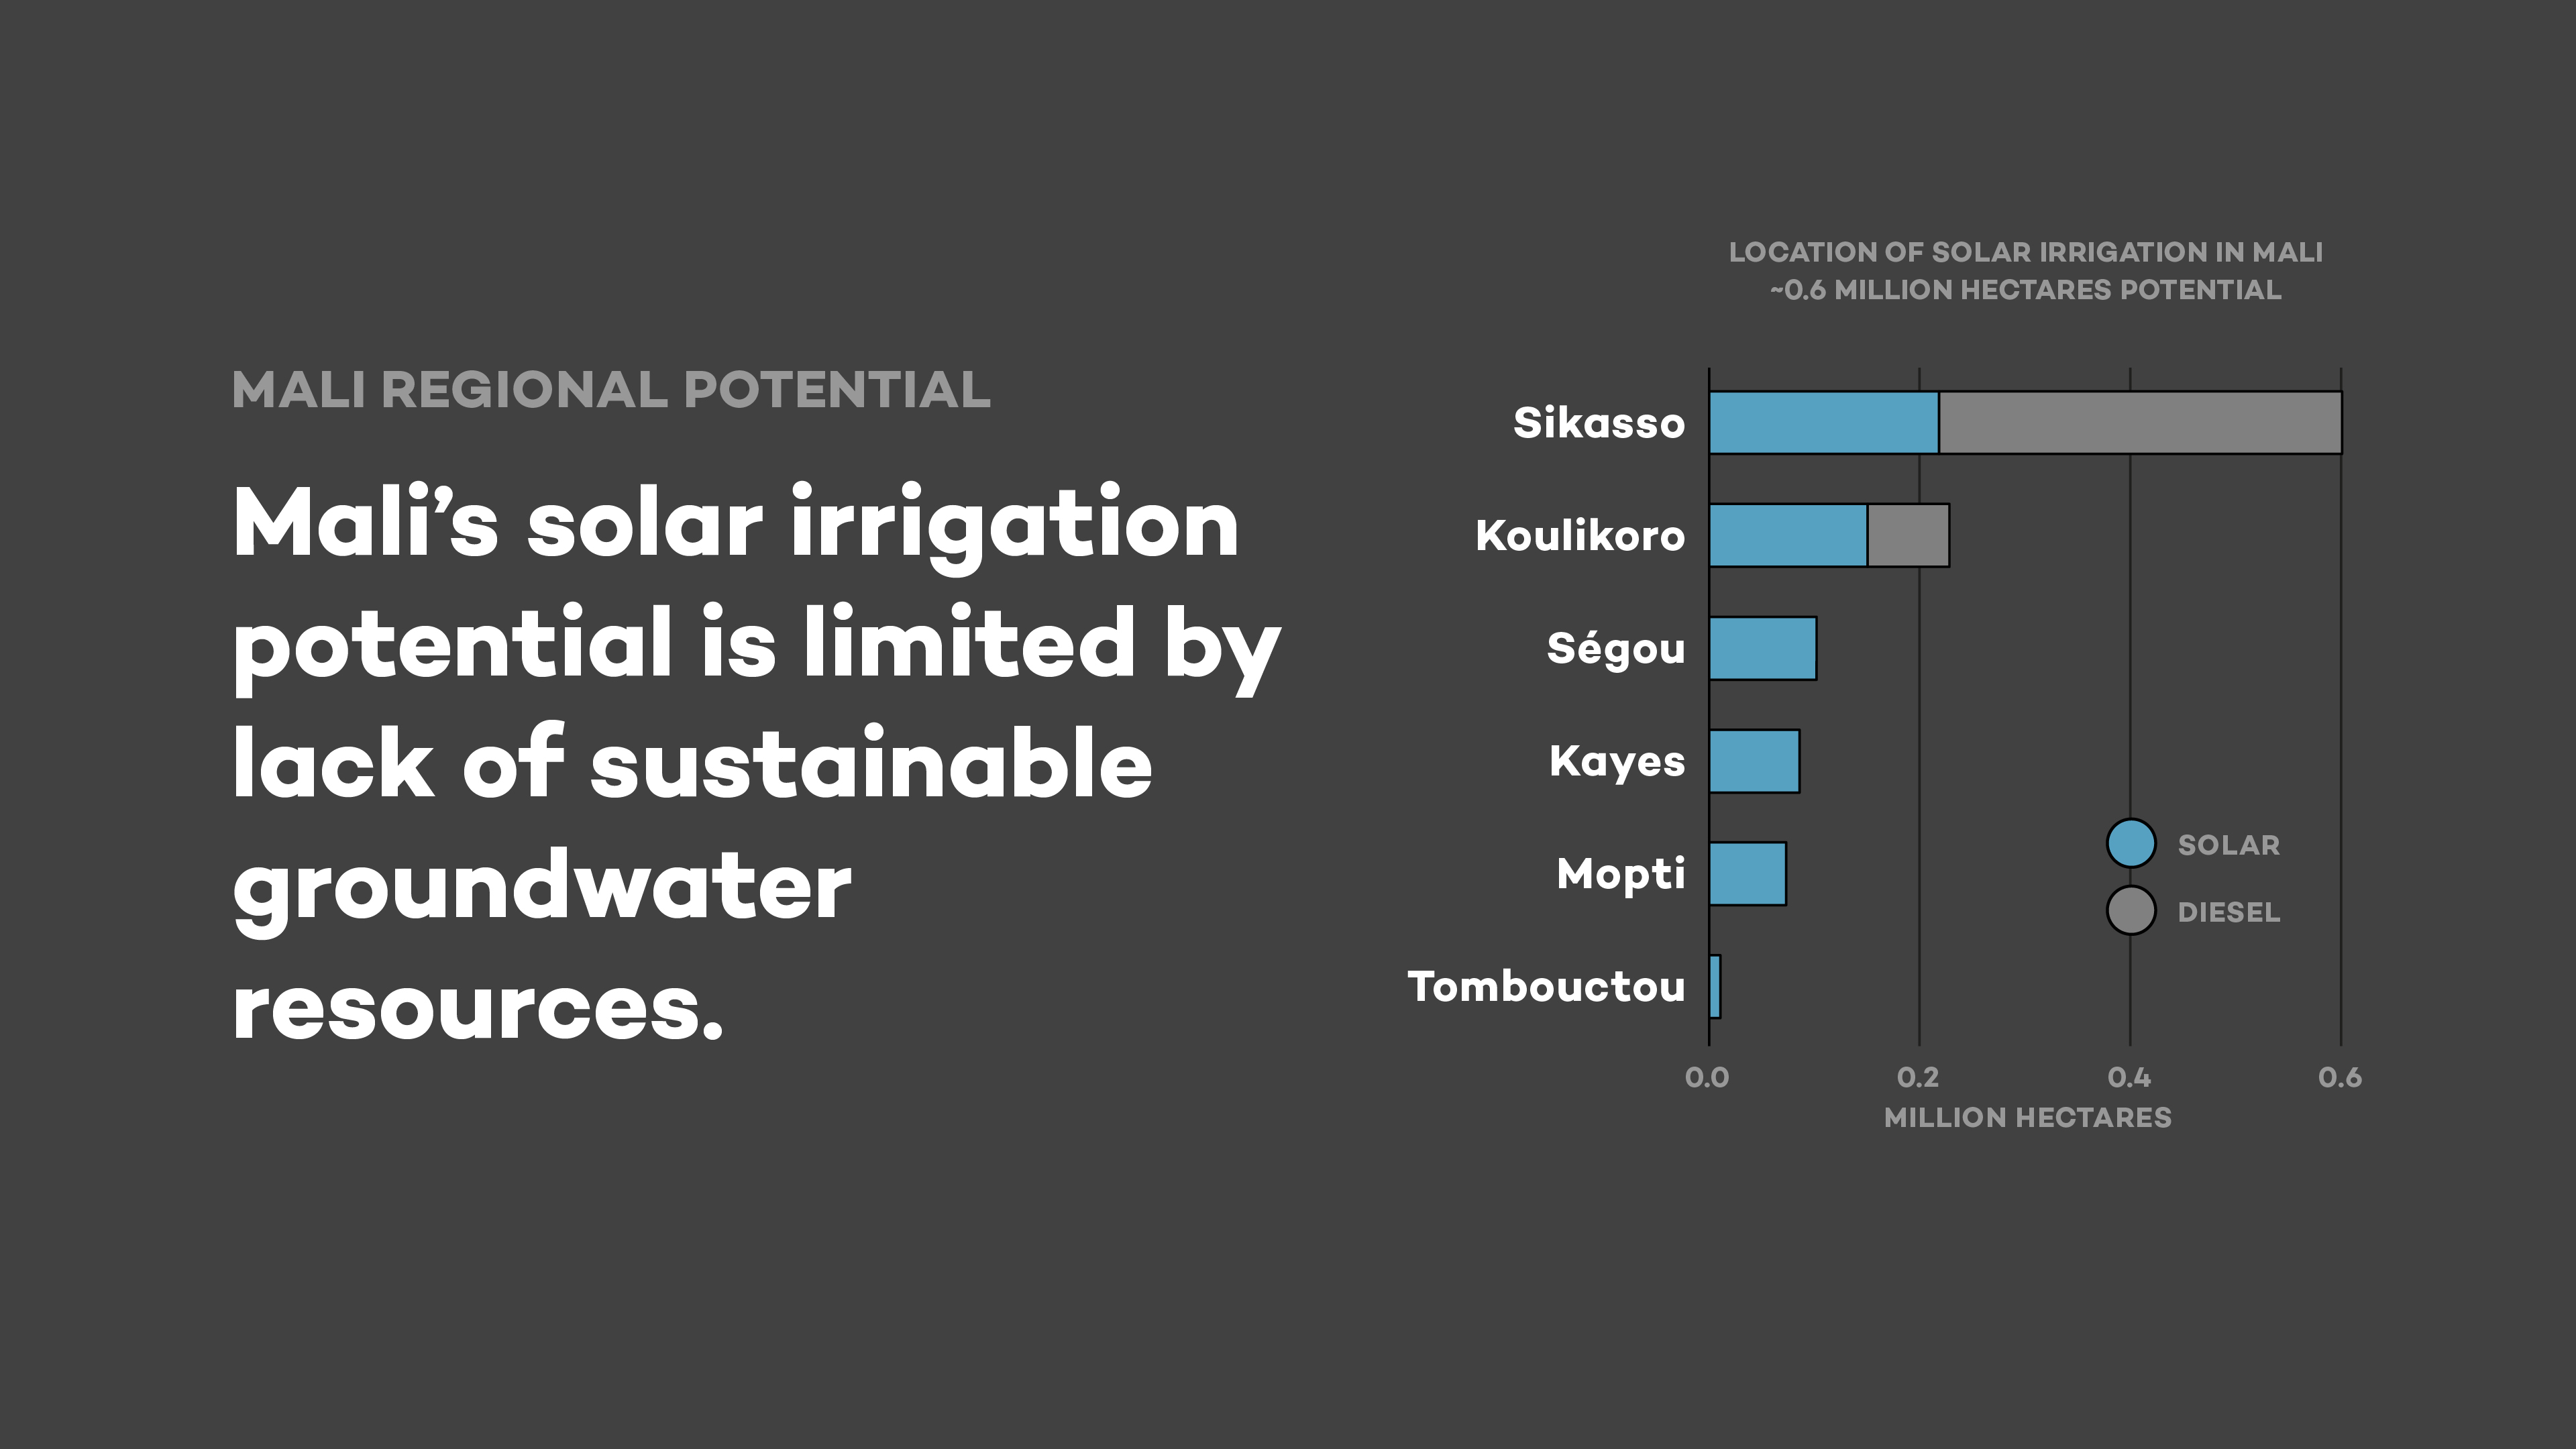 MALI REGIONAL POTENTIAL
Mali’s solar irrigation
potential is limited by
lack of sustainable
groundwater
resources.
LOCATION OF SOLAR IRRIGATION IN MALI
~0.6 MILLION HECTARES POTENTIAL
Sikasso
Koulikoro
Ségou
Kayes
Mopti
Tombouctou
SOLAR
DIESEL
0.0 0.2 0.4 0.6
MILLION HECTARES